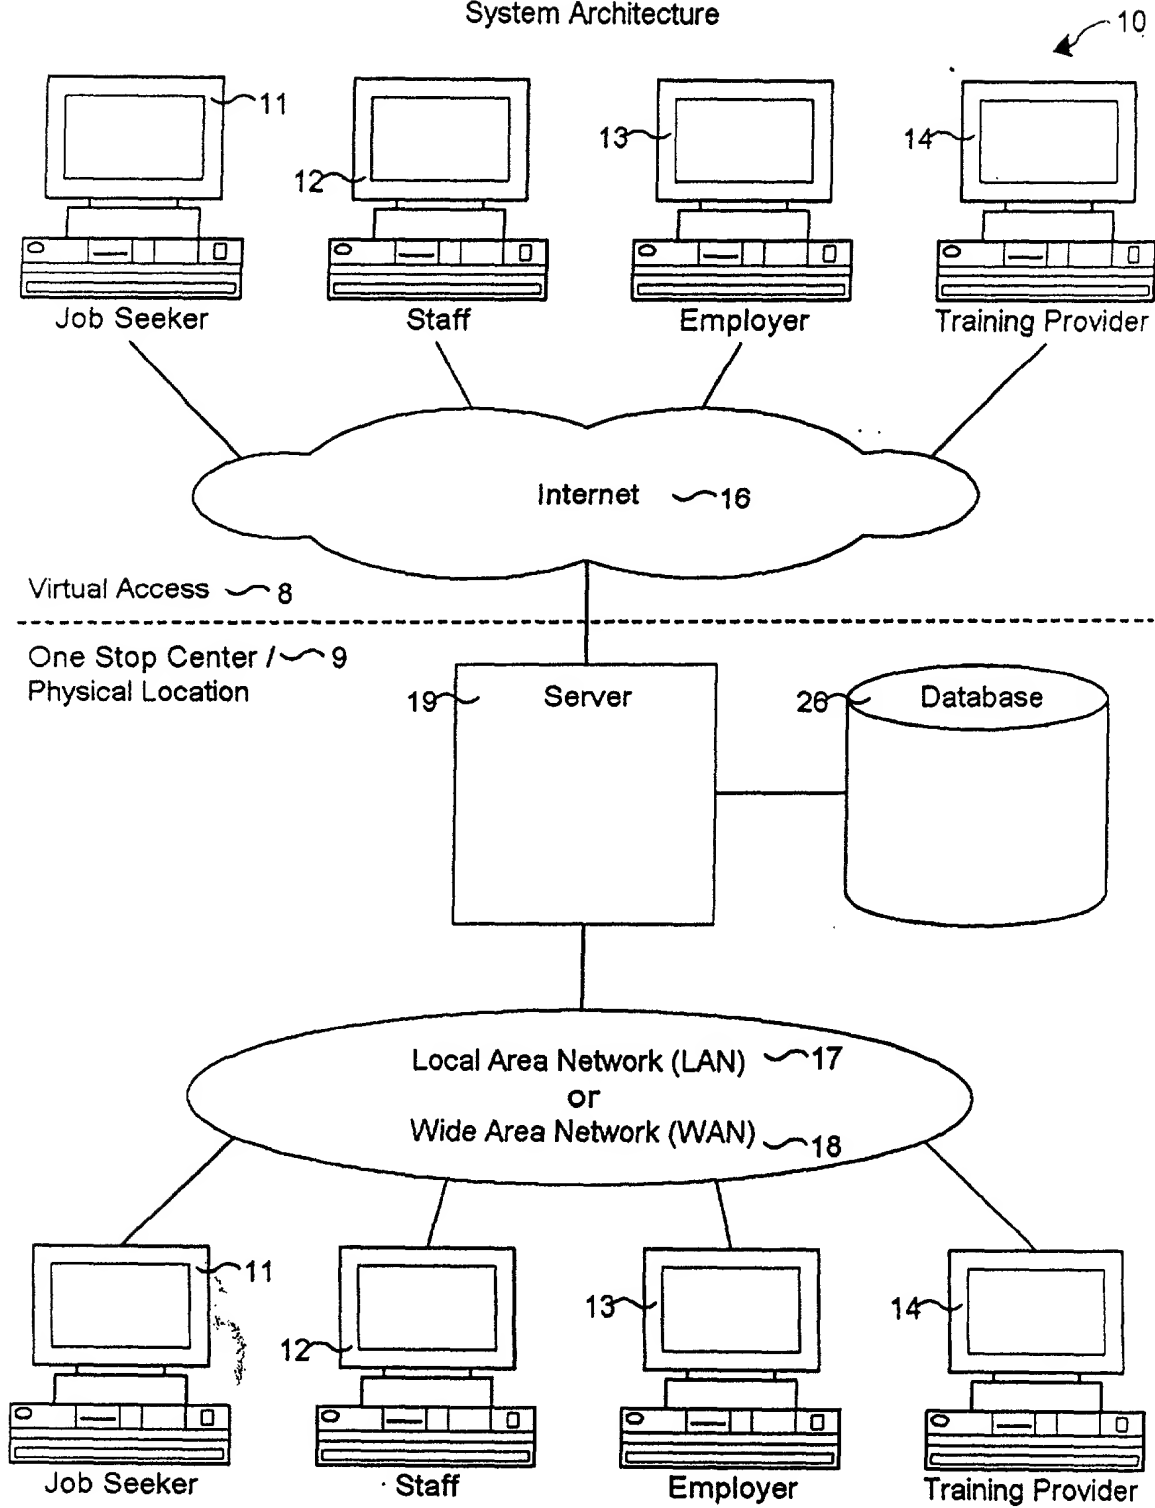 System Architecture
10
11
12
13
14
Job Seeker
Staff
Employer
Training Provider
Internet 16
Virtual Access 8
One Stop Center / 9
Physical Location
19
Server
26
Database
Local Area Network (LAN) 17
or
Wide Area Network (WAN) 18
11
12
13
14
Job Seeker
Staff
Employer
Training Provider